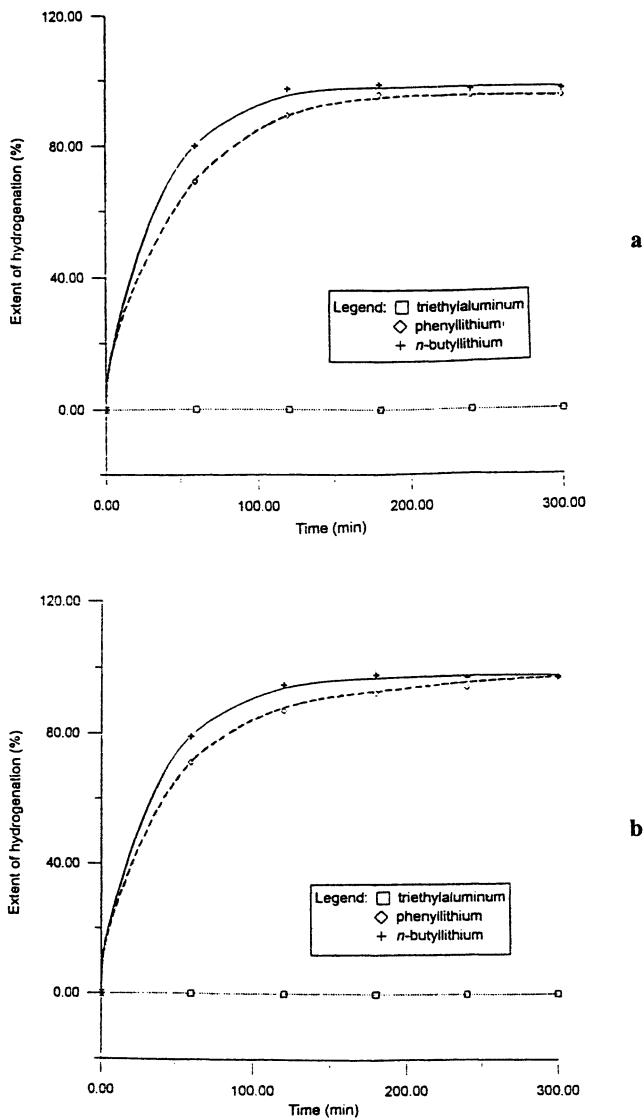 120.00
80.00
40.00
0.00
Extent of hydrogenation (%)
Legend: triethylaluminum
phenyllithium
n-butyllithium
0.00 100.00 200.00 300.00
Time (min)
a
120.00
80.00
40.00
0.00
Extent of hydrogenation (%)
Legend: triethylaluminum
phenyllithium
n-butyllithium
0.00 100.00 200.00 300.00
Time (min)
b